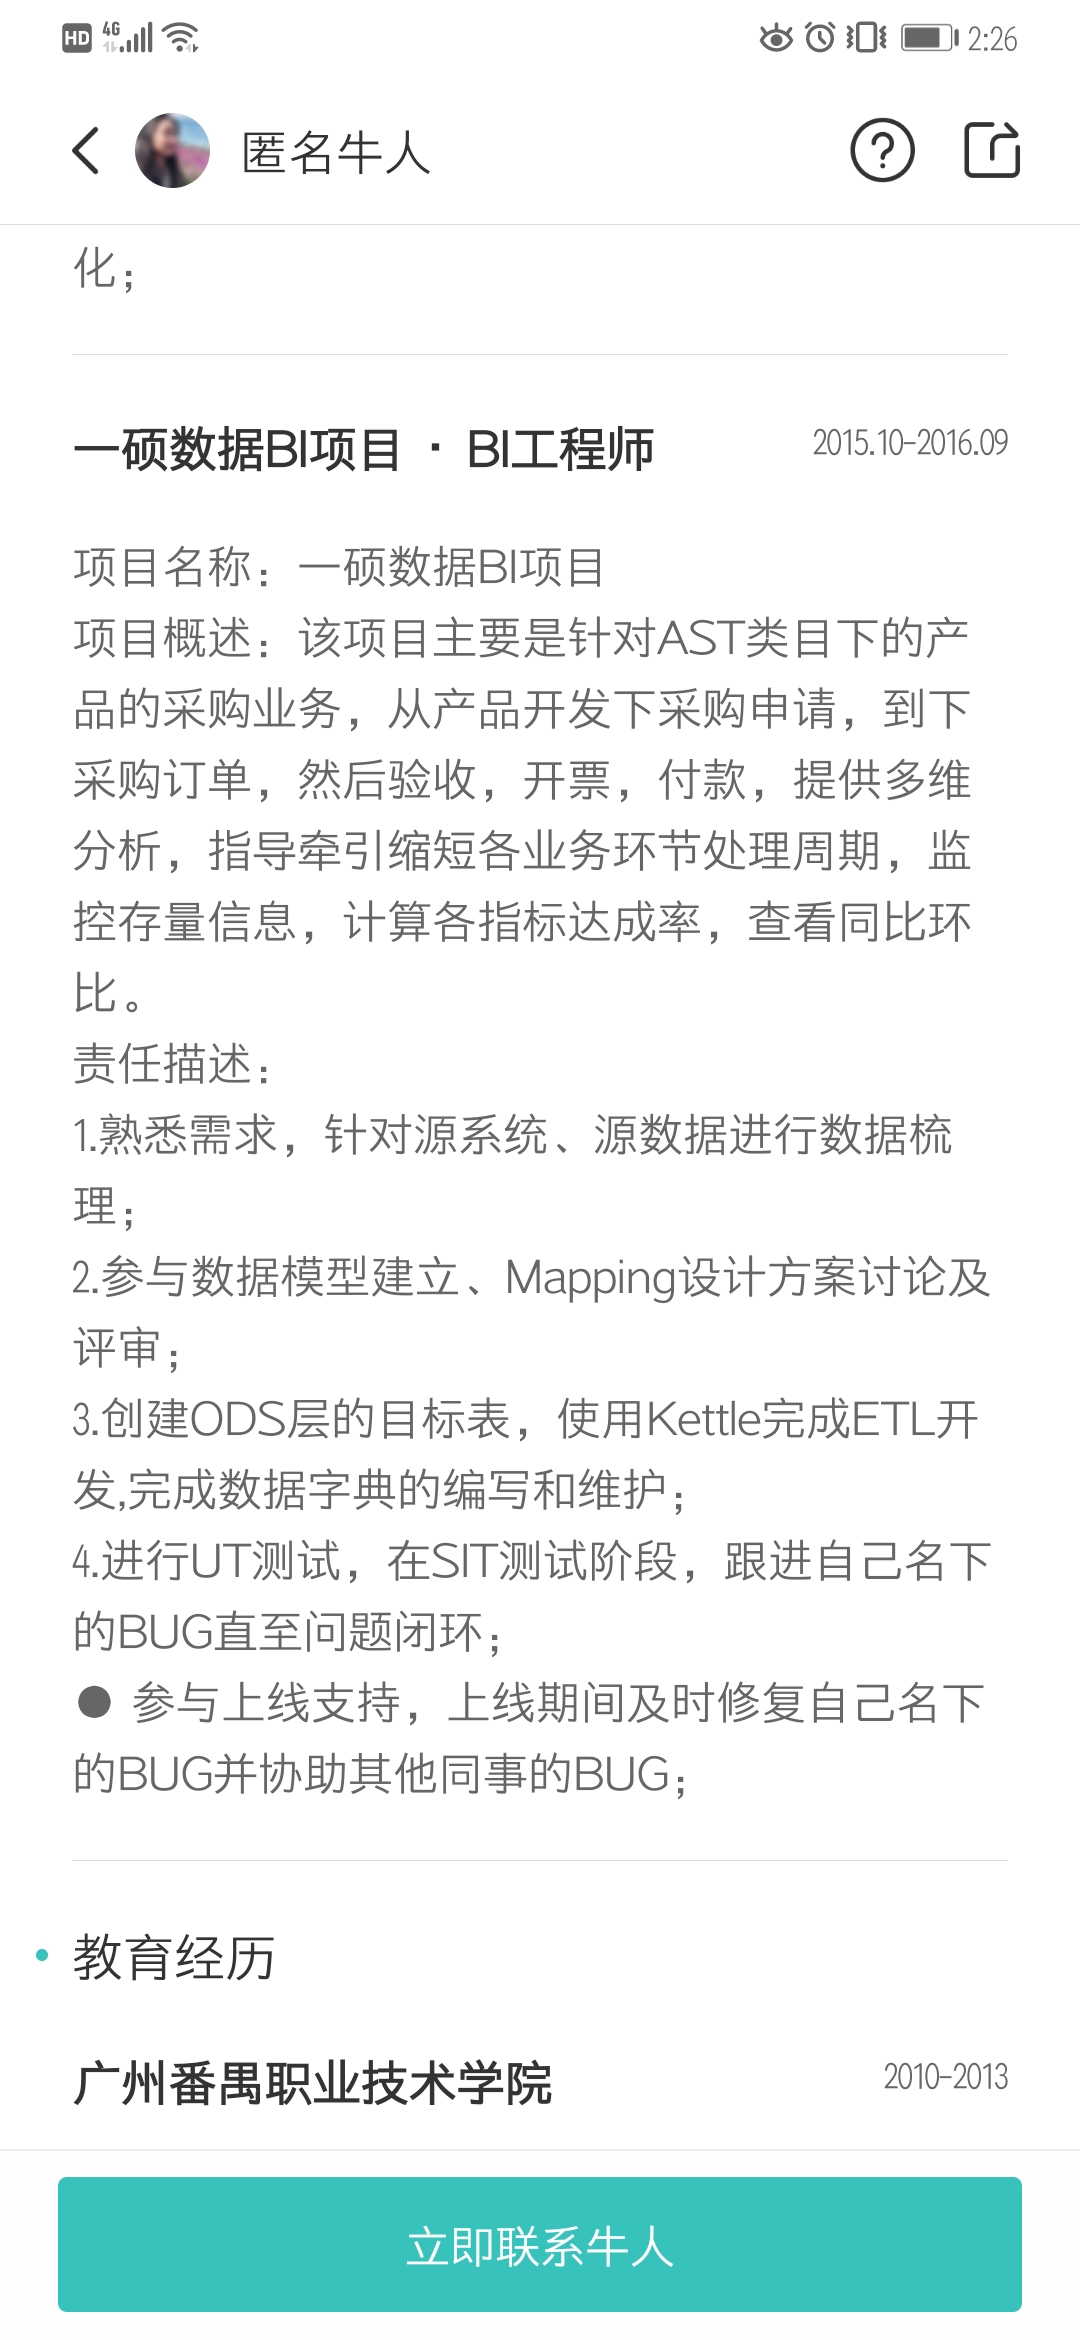 HD 4G 2:26
匿名牛人
化；
一硕数据BI项目 · BI工程师 2015.10-2016.09
项目名称：一硕数据BI项目
项目概述：该项目主要是针对AST类目下的产
品的采购业务，从产品开发下采购申请，到下
采购订单，然后验收，开票，付款，提供多维
分析，指导牵引缩短各业务环节处理周期，监
控存量信息，计算各指标达成率，查看同比环
比。
责任描述：
1.熟悉需求，针对源系统、源数据进行数据梳
理；
2.参与数据模型建立、Mapping设计方案讨论及
评审；
3.创建ODS层的目标表，使用Kettle完成ETL开
发,完成数据字典的编写和维护；
4.进行UT测试，在SIT测试阶段，跟进自己名下
的BUG直至问题闭环；
● 参与上线支持，上线期间及时修复自己名下
的BUG并协助其他同事的BUG；
教育经历
广州番禺职业技术学院 2010-2013
立即联系牛人